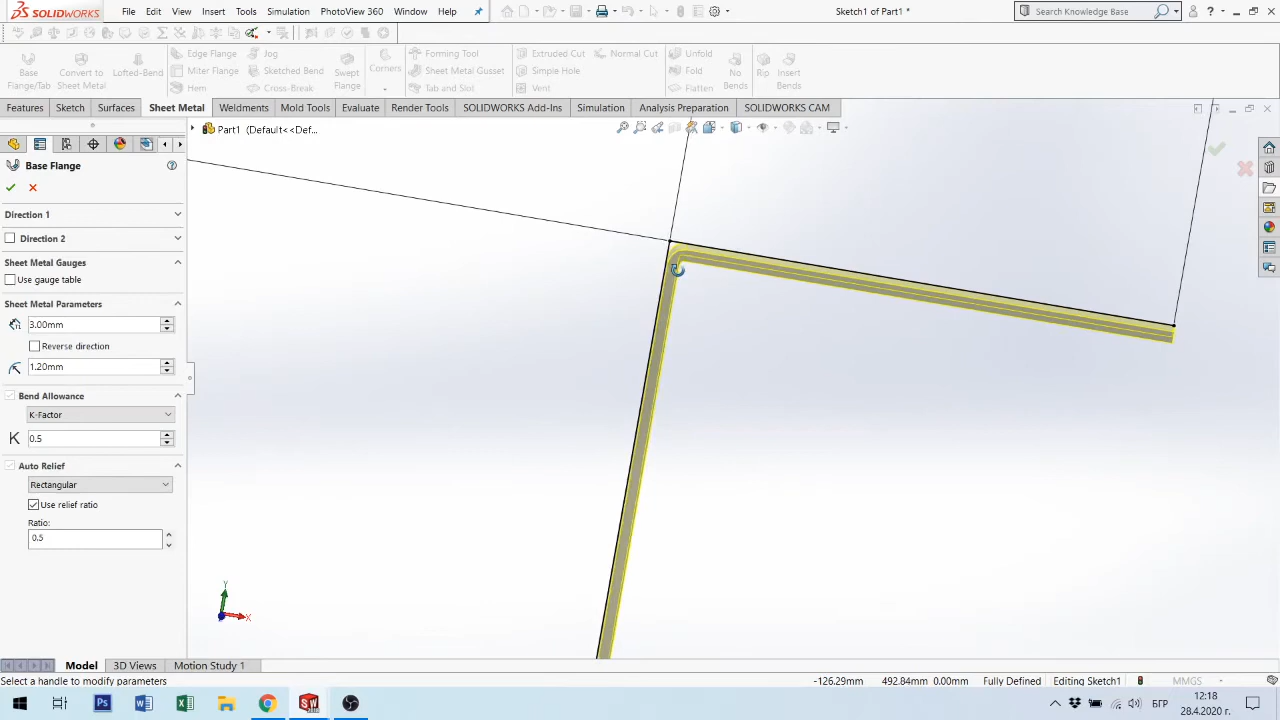 SOLIDWORKS File Edit View Insert Tools Simulation PhotoView 360 Window Help Sketch1 of Part1 * Search Knowledge Base
Base Flange/Tab Convert to Sheet Metal Lofted-Bend Edge Flange Miter Flange Hem Jog Sketched Bend Cross-Break Swept Flange Corners Forming Tool Sheet Metal Gusset Tab and Slot Extruded Cut Simple Hole Vent Normal Cut Unfold Fold Flatten No Bends Rip Insert Bends
Features Sketch Surfaces Sheet Metal Weldments Mold Tools Evaluate Render Tools SOLIDWORKS Add-Ins Simulation Analysis Preparation SOLIDWORKS CAM
Part1 (Default<<Def...
Base Flange
Direction 1
Direction 2
Sheet Metal Gauges
Use gauge table
Sheet Metal Parameters
3.00mm
Reverse direction
1.20mm
Bend Allowance
K-Factor
K 0.5
Auto Relief
Rectangular
Use relief ratio
Ratio:
0.5
Y
X
Model 3D Views Motion Study 1
Select a handle to modify parameters -126.29mm 492.84mm 0.00mm Fully Defined Editing Sketch1 MMGS
БГР 12:18
28.4.2020 г.